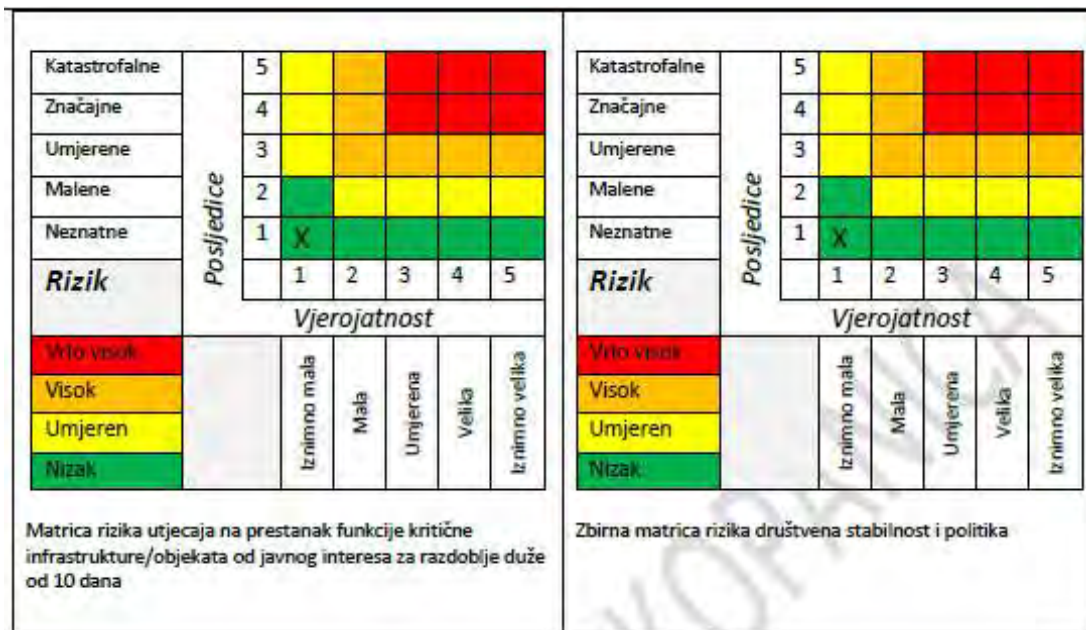 Katastrofalne 5
Značajne 4
Umjerene 3
Malene 2
Neznatne 1 X
Posljedice
Rizik 1 2 3 4 5
Vjerojatnost
Vrlo visok
Visok
Umjeren
Nizak
Iznimno mala
Mala
Umjerena
Velika
Iznimno velika
Matrica rizika utjecaja na prestanak funkcije kritične
infrastrukture/objekata od javnog interesa za razdoblje duže
od 10 dana
Katastrofalne 5
Značajne 4
Umjerene 3
Malene 2
Neznatne 1 X
Posljedice
Rizik 1 2 3 4 5
Vjerojatnost
Vrlo visok
Visok
Umjeren
Nizak
Iznimno mala
Mala
Umjerena
Velika
Iznimno velika
Zbirna matrica rizika društvena stabilnost i politika
KOPANICA